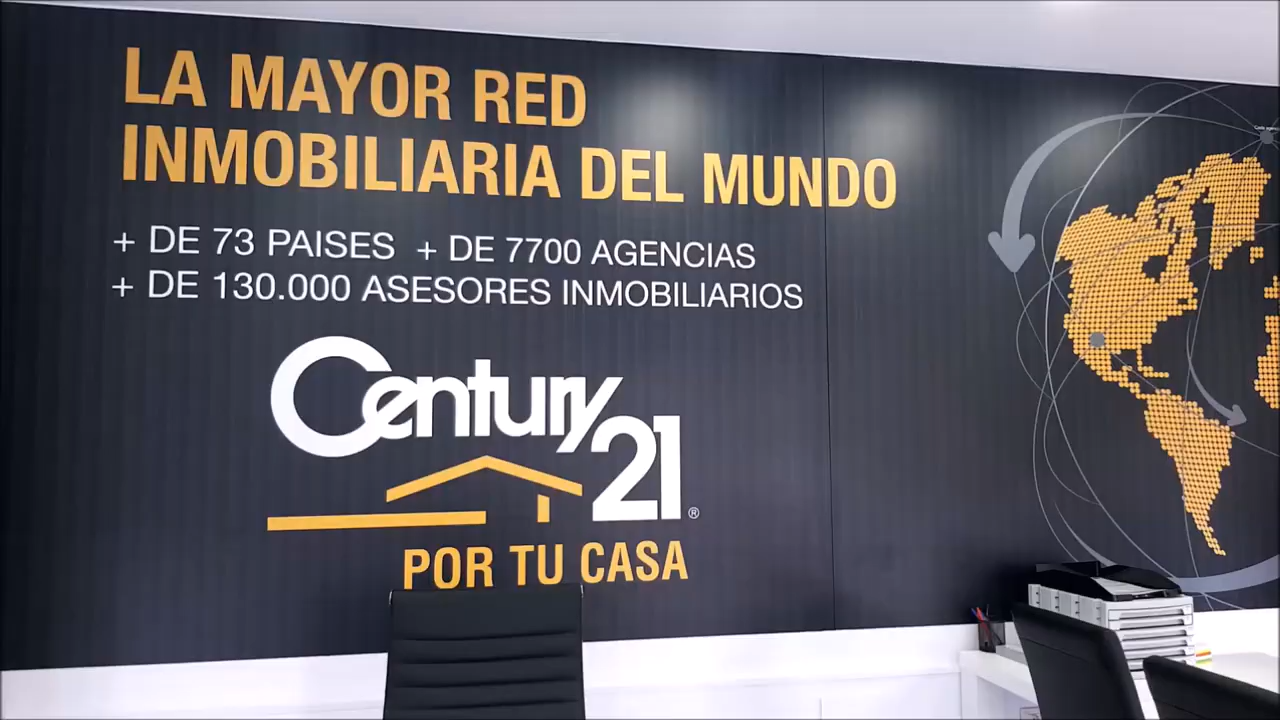 LA MAYOR RED
INMOBILIARIA DEL MUNDO
+ DE 73 PAISES + DE 7700 AGENCIAS
+ DE 130.000 ASESORES INMOBILIARIOS
Century
21®
POR TU CASA